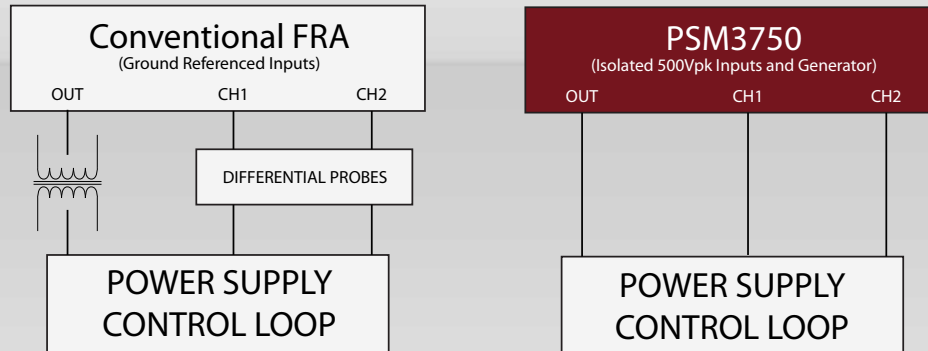 Conventional FRA
(Ground Referenced Inputs)
OUT CH1 CH2
DIFFERENTIAL PROBES
POWER SUPPLY
CONTROL LOOP
PSM3750
(Isolated 500Vpk Inputs and Generator)
OUT CH1 CH2
POWER SUPPLY
CONTROL LOOP